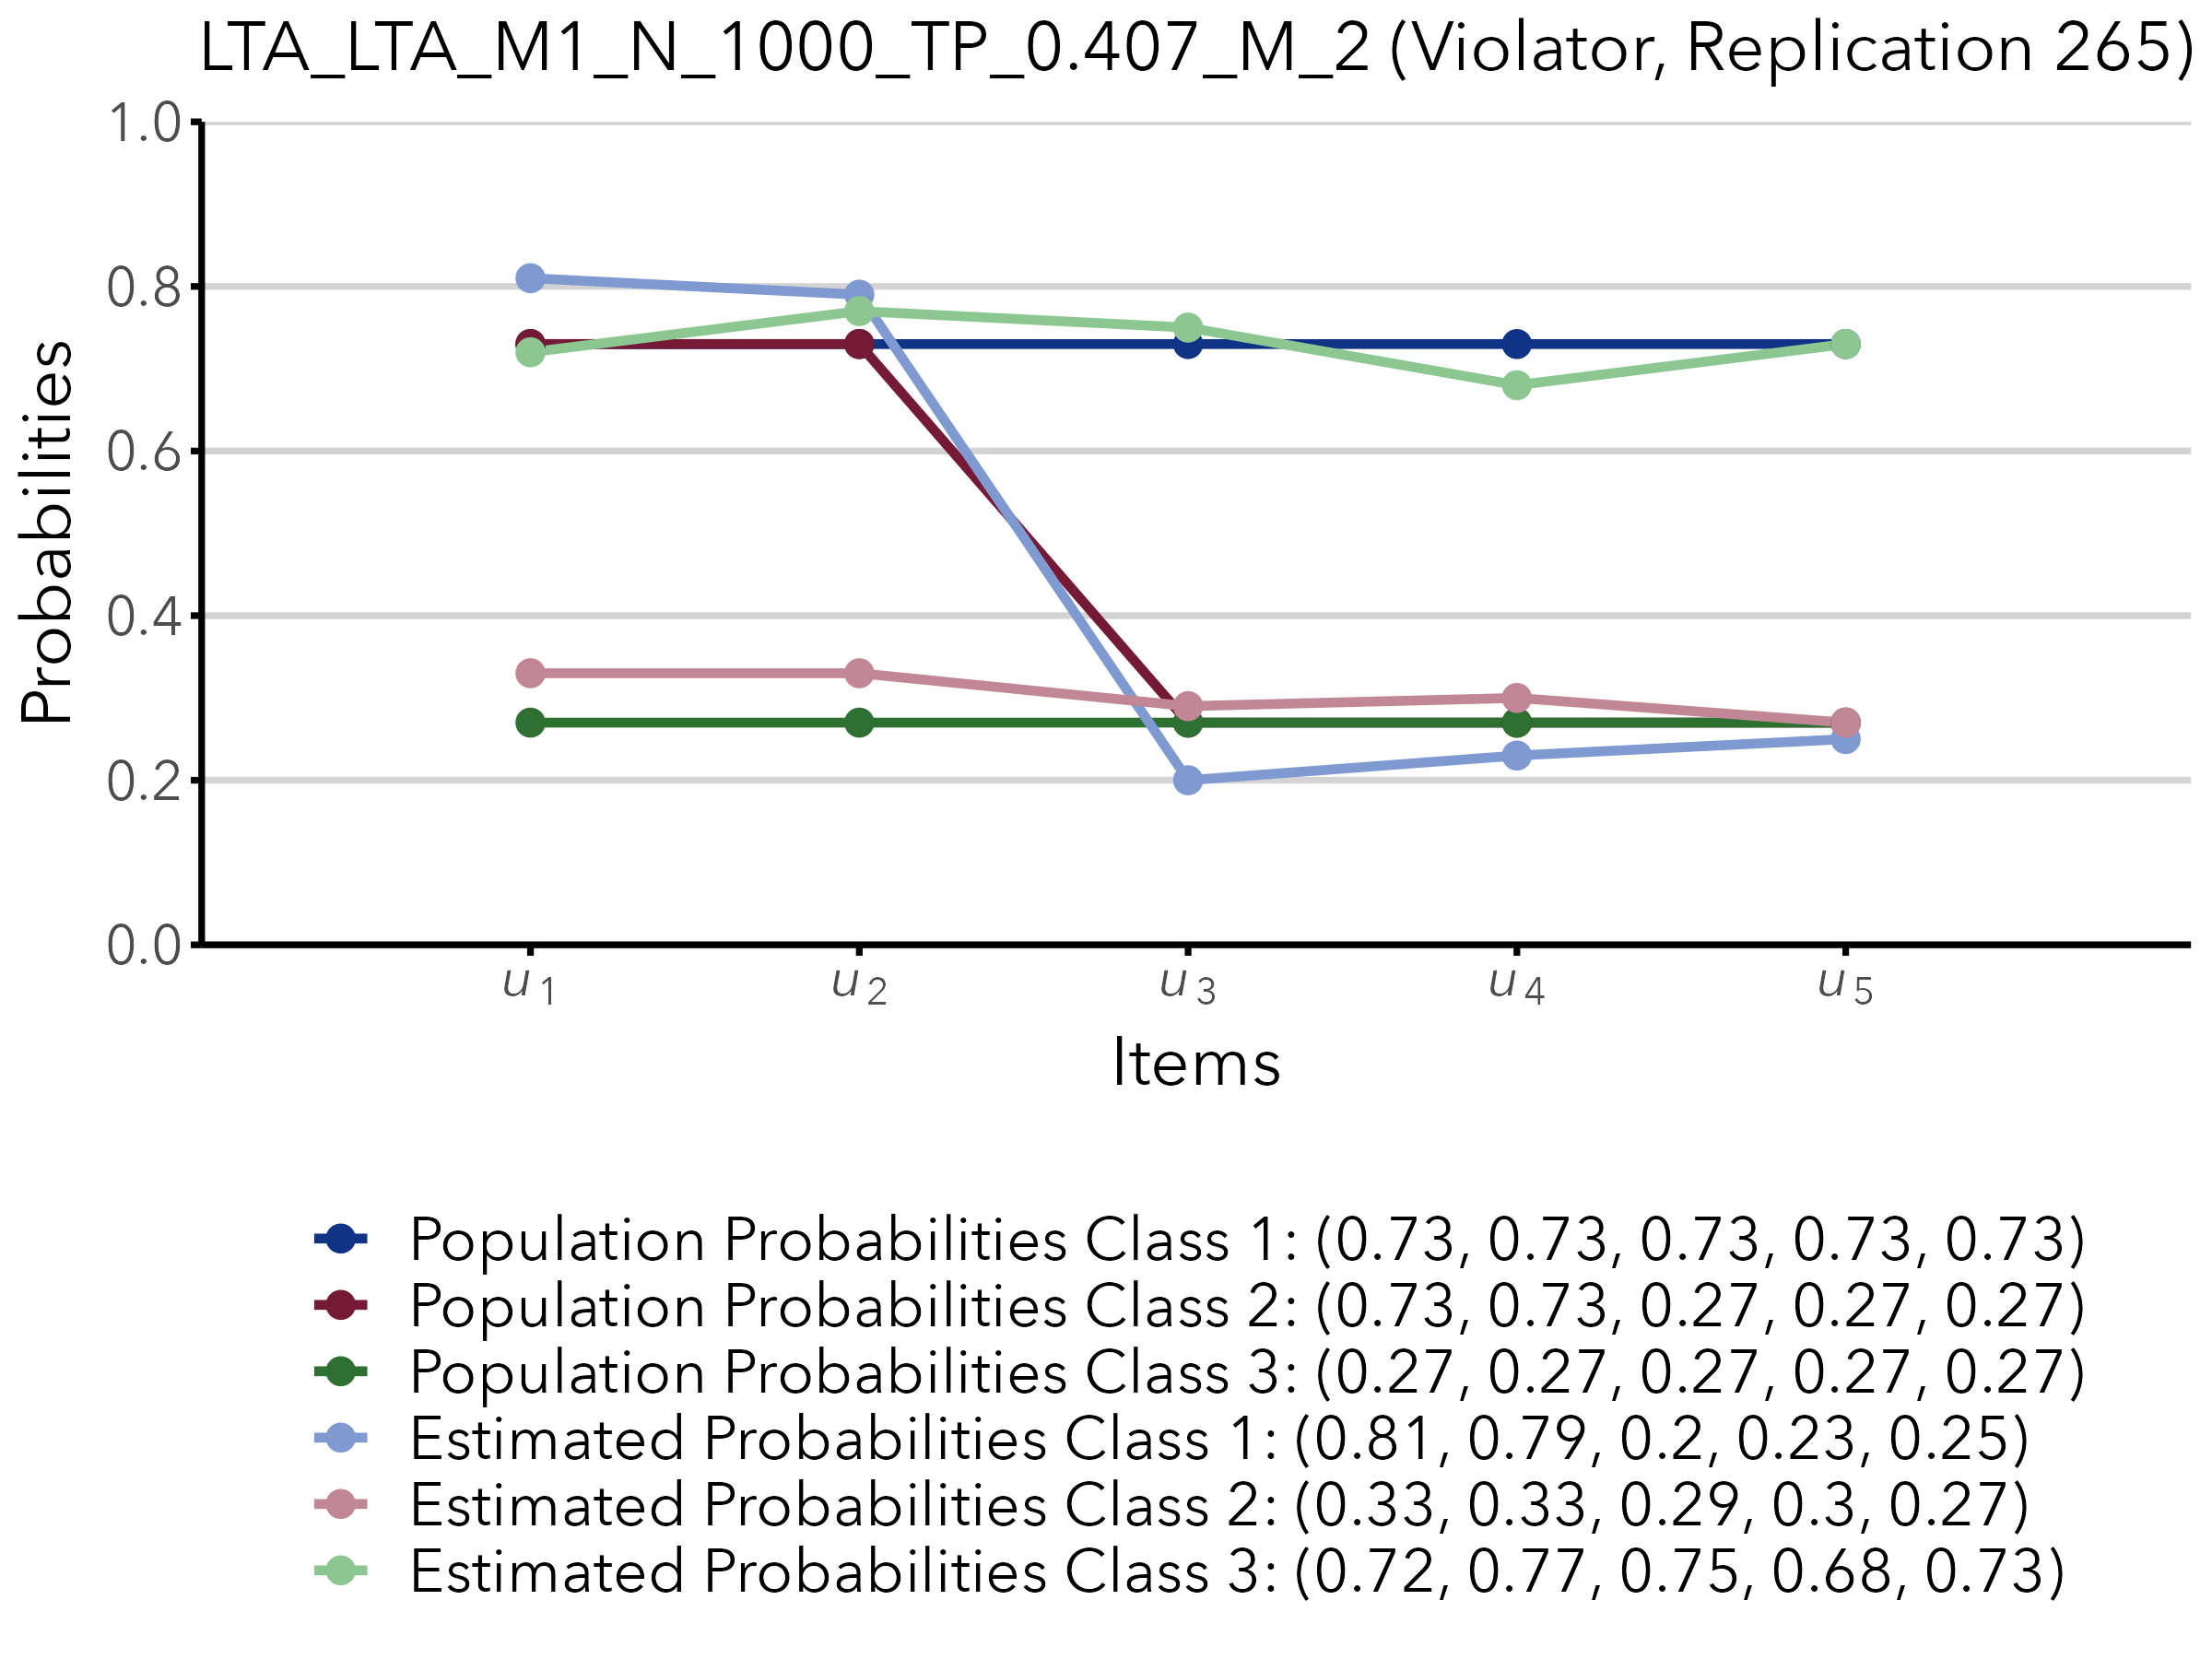 LTA_LTA_M1_N_1000_TP_0.407_M_2 (Violator, Replication 265)
1.0
0.8
0.6
0.4
0.2
0.0
Probabilities
u1 u2 u3 u4 u5
Items
Population Probabilities Class 1: (0.73, 0.73, 0.73, 0.73, 0.73)
Population Probabilities Class 2: (0.73, 0.73, 0.27, 0.27, 0.27)
Population Probabilities Class 3: (0.27, 0.27, 0.27, 0.27, 0.27)
Estimated Probabilities Class 1: (0.81, 0.79, 0.2, 0.23, 0.25)
Estimated Probabilities Class 2: (0.33, 0.33, 0.29, 0.3, 0.27)
Estimated Probabilities Class 3: (0.72, 0.77, 0.75, 0.68, 0.73)